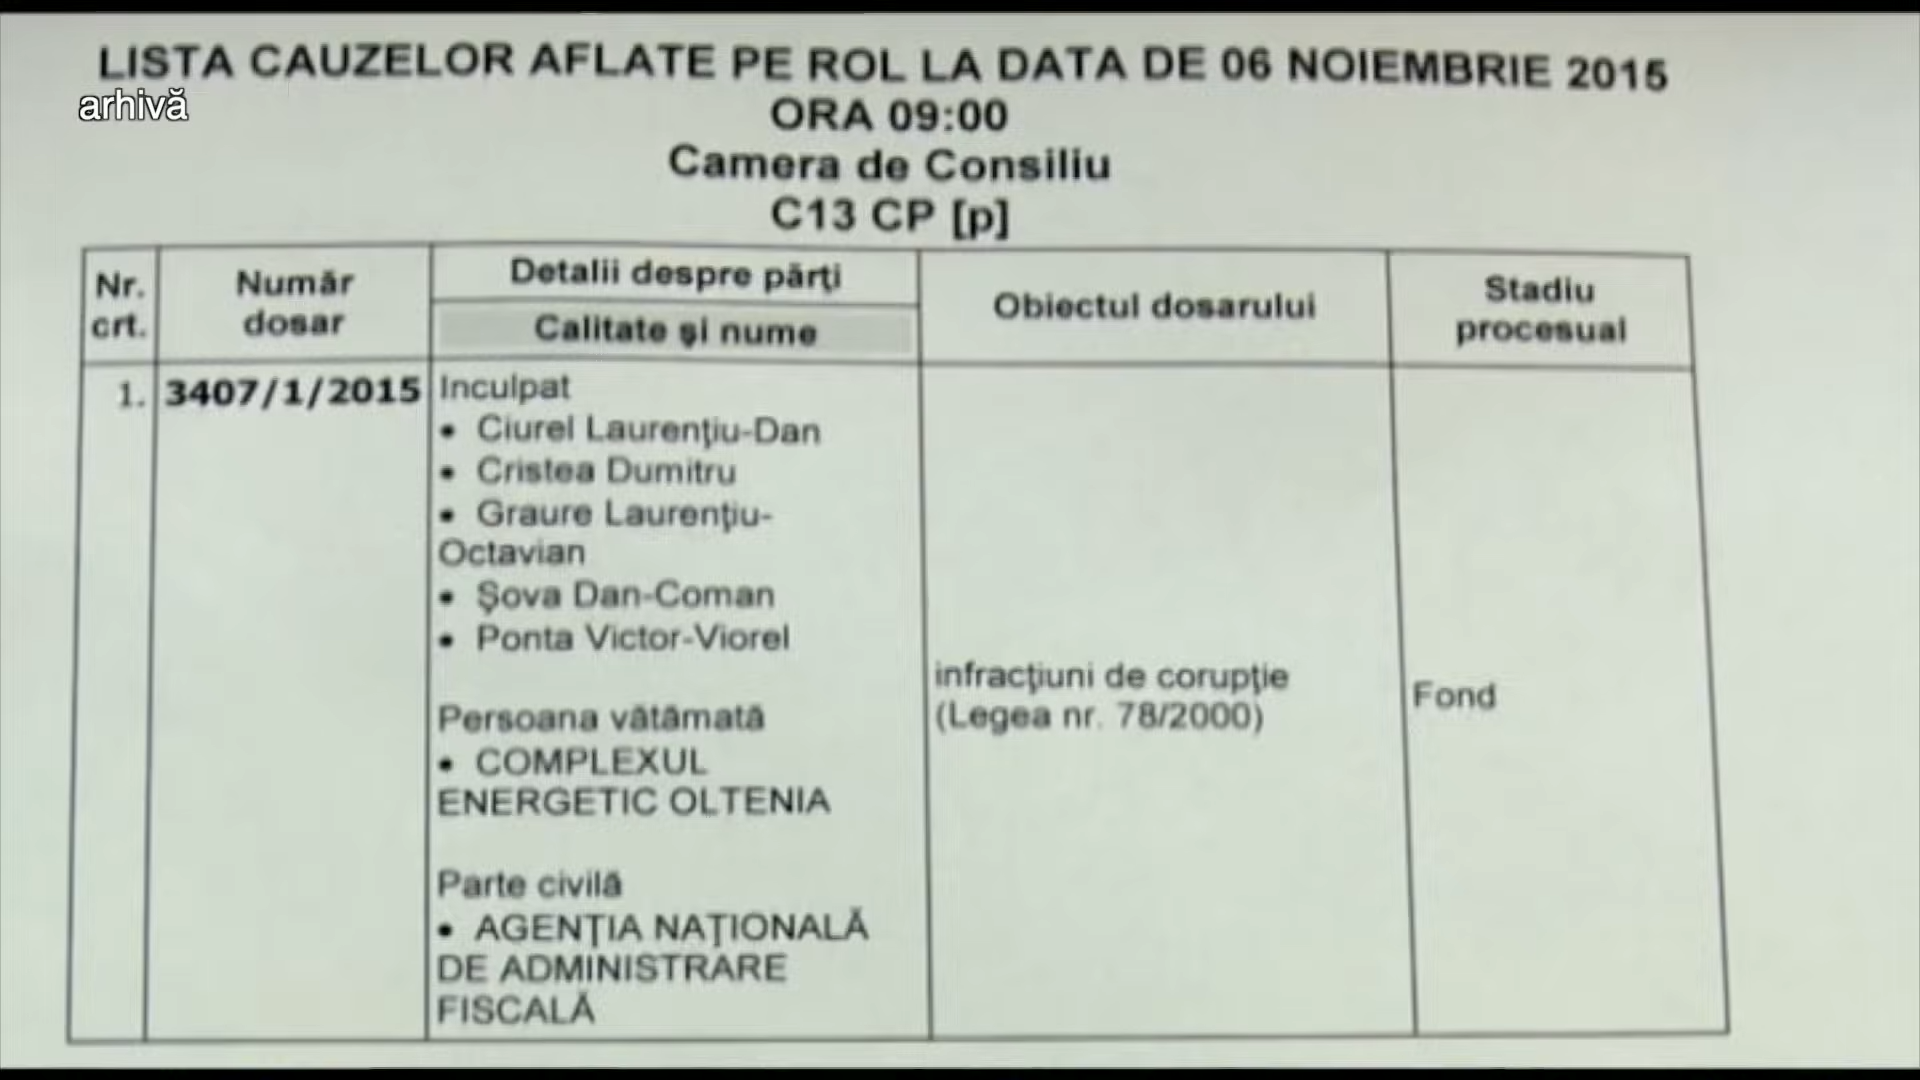 LISTA CAUZELOR AFLATE PE ROL LA DATA DE 06 NOIEMBRIE 2015
arhivă
ORA 09:00
Camera de Consiliu
C13 CP [p]
Nr.
crt.
Număr
dosar
Detalii despre părţi
Calitate şi nume
Obiectul dosarului
Stadiu
procesual
1.
3407/1/2015
Inculpat
• Ciurel Laurenţiu-Dan
• Cristea Dumitru
• Graure Laurenţiu-
Octavian
• Şova Dan-Coman
• Ponta Victor-Viorel
Persoana vătămată
• COMPLEXUL
ENERGETIC OLTENIA
Parte civilă
• AGENŢIA NAŢIONALĂ
DE ADMINISTRARE
FISCALĂ
infracţiuni de corupţie
(Legea nr. 78/2000)
Fond